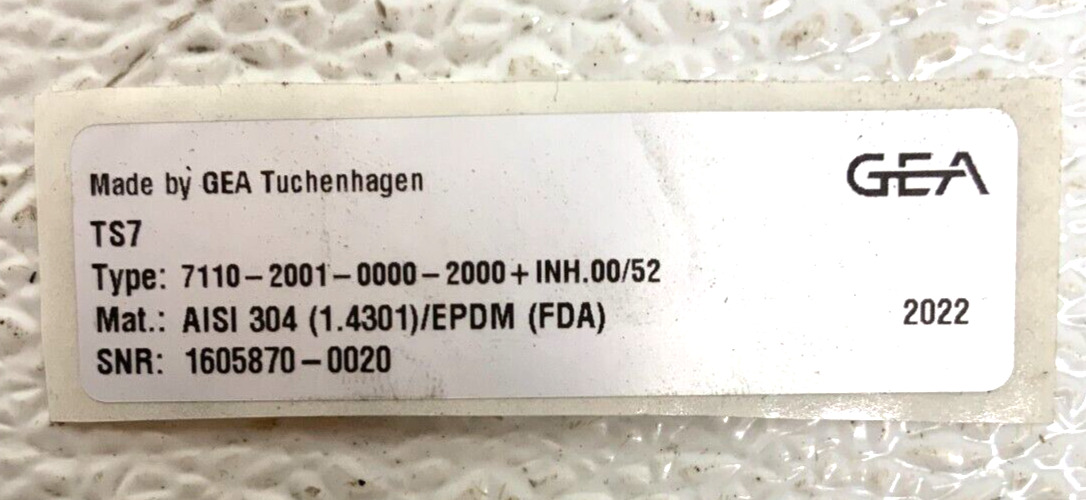 GEA
Made by GEA Tuchenhagen
TS7
Type: 7110-2001-0000-2000+INH.00/52
Mat.: AISI 304 (1.4301)/EPDM (FDA)
2022
SNR: 1605870-0020